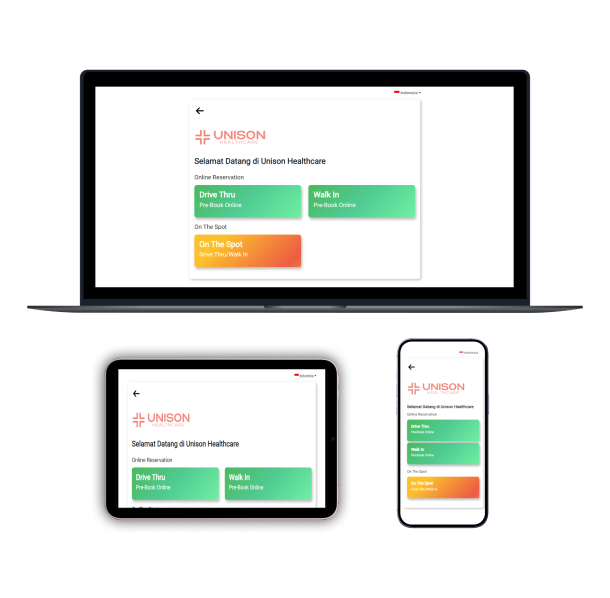 Indonesia
UNISON
HEALTHCARE
Selamat Datang di Unison Healthcare
Online Reservation
Drive Thru
Pre-Book Online
Walk In
Pre-Book Online
On The Spot
On The Spot
Drive Thru/Walk In
Indonesia
UNISON
HEALTHCARE
Selamat Datang di Unison Healthcare
Online Reservation
Drive Thru
Pre-Book Online
Walk In
Pre-Book Online
Indonesia
UNISON
HEALTHCARE
Selamat Datang di Unison Healthcare
Online Reservation
Drive Thru
Pre-Book Online
Walk In
Pre-Book Online
On The Spot
On The Spot
Drive Thru/Walk In